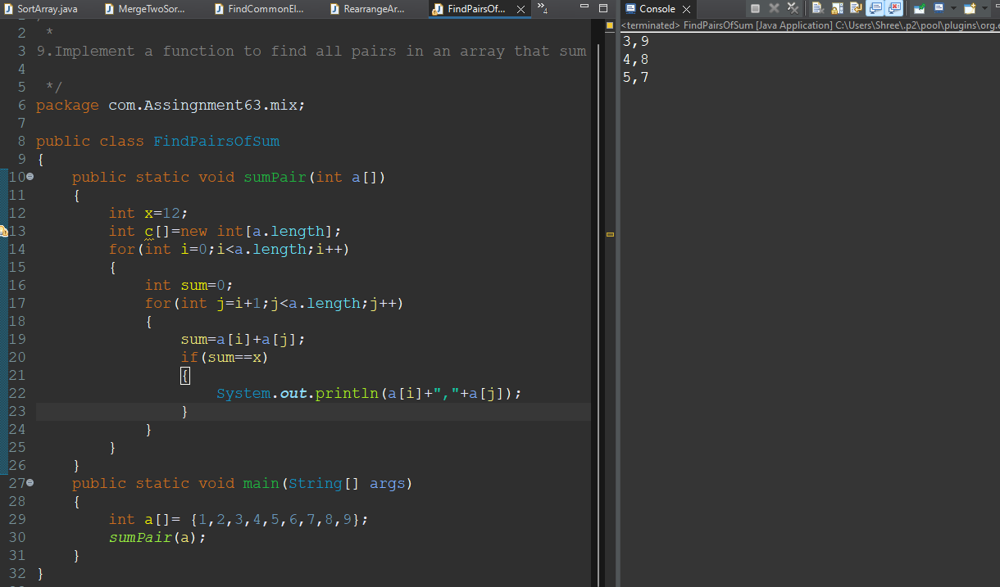 SortArray.java MergeTwoSor... FindCommonEl... RearrangeAr... FindPairsOf... »4
2 *
3 9.Implement a function to find all pairs in an array that sum
4
5 */
6 package com.Assingnment63.mix;
7
8 public class FindPairsOfSum
9 {
10 public static void sumPair(int a[])
11 {
12 int x=12;
13 int c[]=new int[a.length];
14 for(int i=0;i<a.length;i++)
15 {
16 int sum=0;
17 for(int j=i+1;j<a.length;j++)
18 {
19 sum=a[i]+a[j];
20 if(sum==x)
21 {
22 System.out.println(a[i]+","+a[j]);
23 }
24 }
25 }
26 }
27 public static void main(String[] args)
28 {
29 int a[]= {1,2,3,4,5,6,7,8,9};
30 sumPair(a);
31 }
32 }
Console
<terminated> FindPairsOfSum [Java Application] C:\Users\Shree\.p2\pool\plugins\org.e
3,9
4,8
5,7